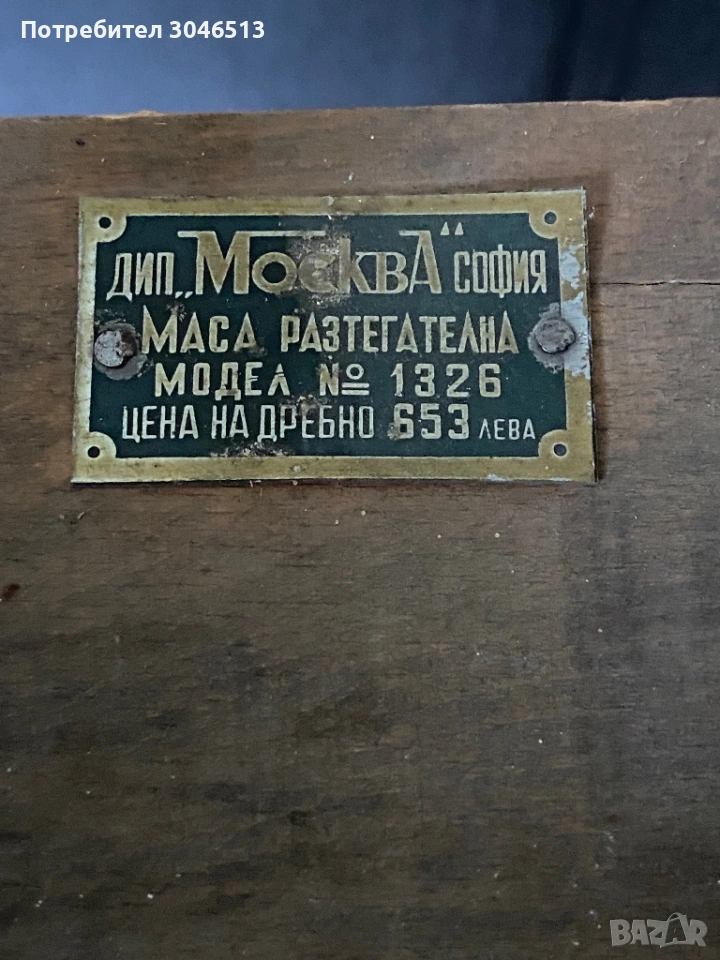 Потребител 3046513
ДИП „МОСКВА“ СОФИЯ
МАСА РАЗТЕГАТЕЛНА
МОДЕЛ № 1326
ЦЕНА НА ДРЕБНО 653 ЛЕВА
BAZAR